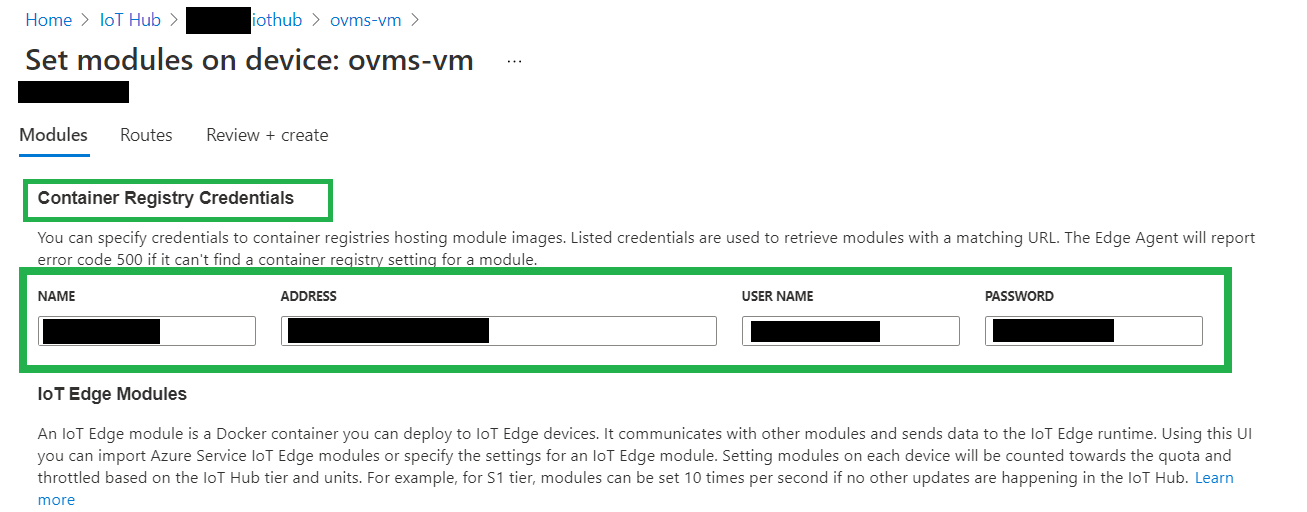 Home > IoT Hub > iothub > ovms-vm >
Set modules on device: ovms-vm ...
Modules Routes Review + create
Container Registry Credentials
You can specify credentials to container registries hosting module images. Listed credentials are used to retrieve modules with a matching URL. The Edge Agent will report
error code 500 if it can't find a container registry setting for a module.
NAME ADDRESS USER NAME PASSWORD
IoT Edge Modules
An IoT Edge module is a Docker container you can deploy to IoT Edge devices. It communicates with other modules and sends data to the IoT Edge runtime. Using this UI
you can import Azure Service IoT Edge modules or specify the settings for an IoT Edge module. Setting modules on each device will be counted towards the quota and
throttled based on the IoT Hub tier and units. For example, for S1 tier, modules can be set 10 times per second if no other updates are happening in the IoT Hub. Learn
more